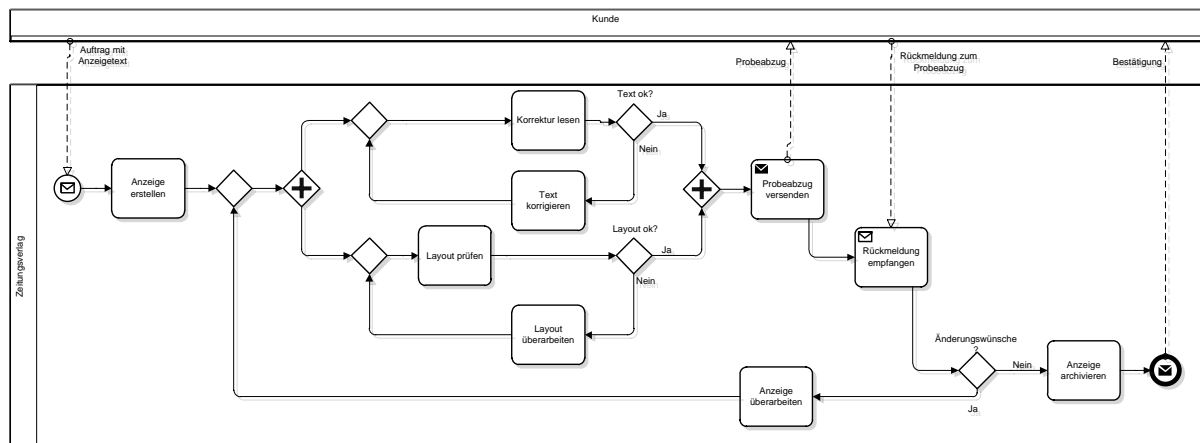 Kunde
Auftrag mit
Anzeigetext
Probeabzug
Rückmeldung zum
Probeabzug
Bestätigung
Zeitungsverlag
Anzeige
erstellen
Korrektur lesen
Text ok?
Ja
Nein
Text
korrigieren
Layout prüfen
Layout ok?
Ja
Nein
Layout
überarbeiten
Probeabzug
versenden
Rückmeldung
empfangen
Änderungswünsche
?
Nein
Ja
Anzeige
archivieren
Anzeige
überarbeiten